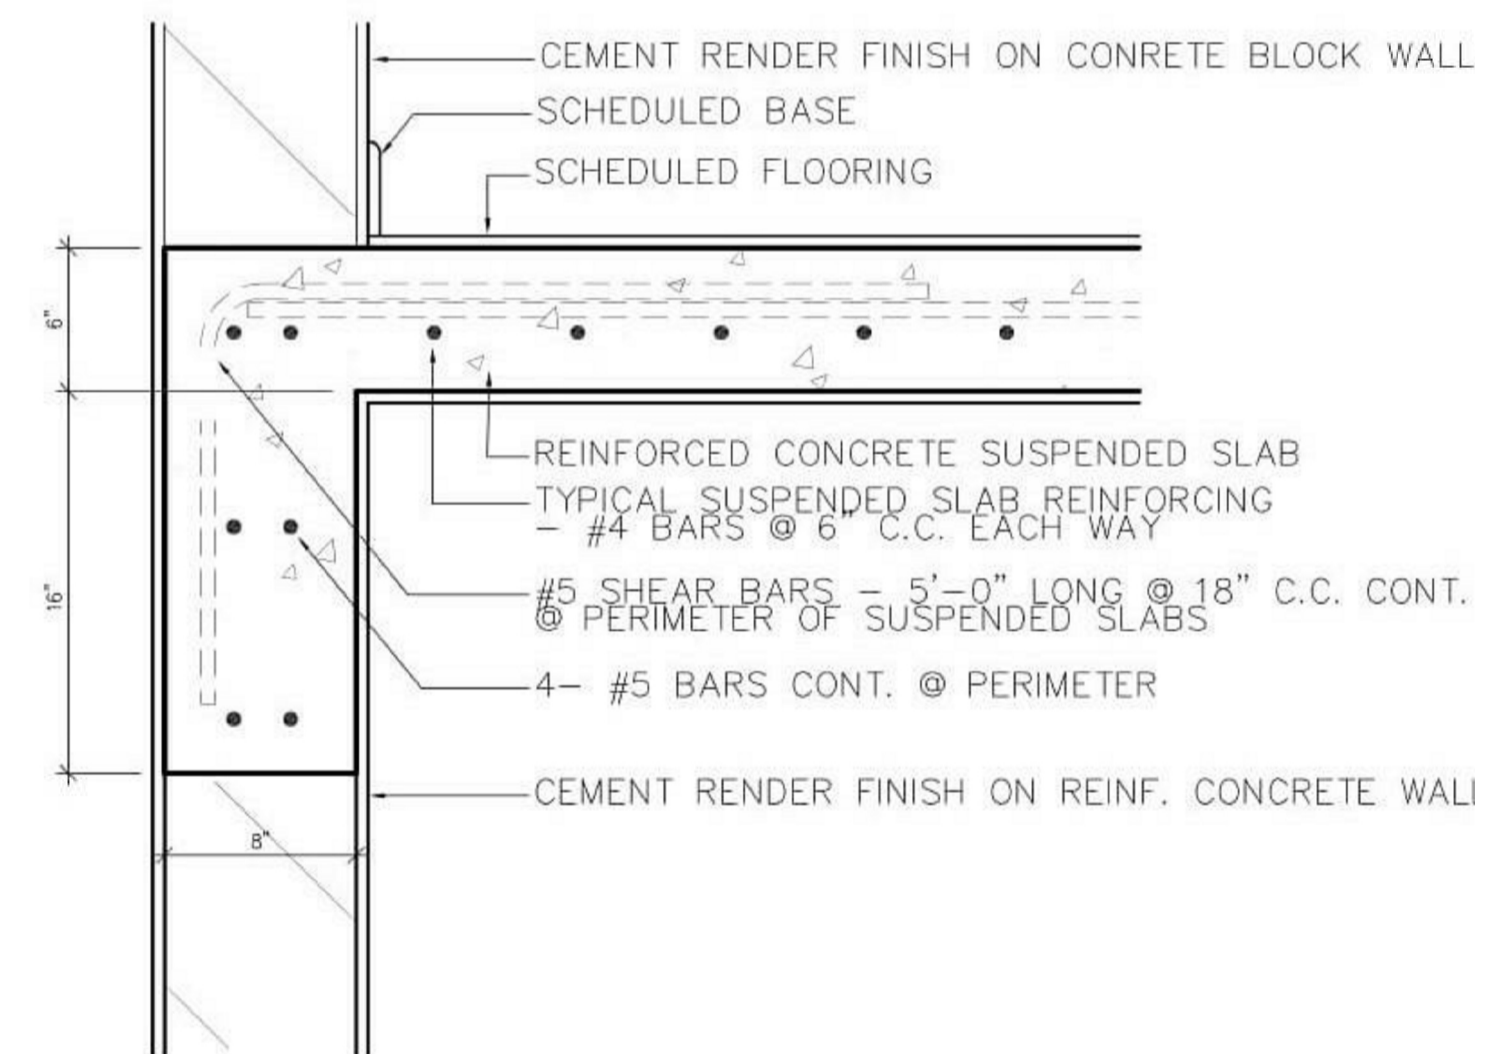 CEMENT RENDER FINISH ON CONRETE BLOCK WALL
SCHEDULED BASE
SCHEDULED FLOORING
6"
REINFORCED CONCRETE SUSPENDED SLAB
TYPICAL SUSPENDED SLAB REINFORCING
- #4 BARS @ 6" C.C. EACH WAY
16"
#5 SHEAR BARS - 5'-0" LONG @ 18" C.C. CONT.
@ PERIMETER OF SUSPENDED SLABS
4- #5 BARS CONT. @ PERIMETER
CEMENT RENDER FINISH ON REINF. CONCRETE WALL
8"